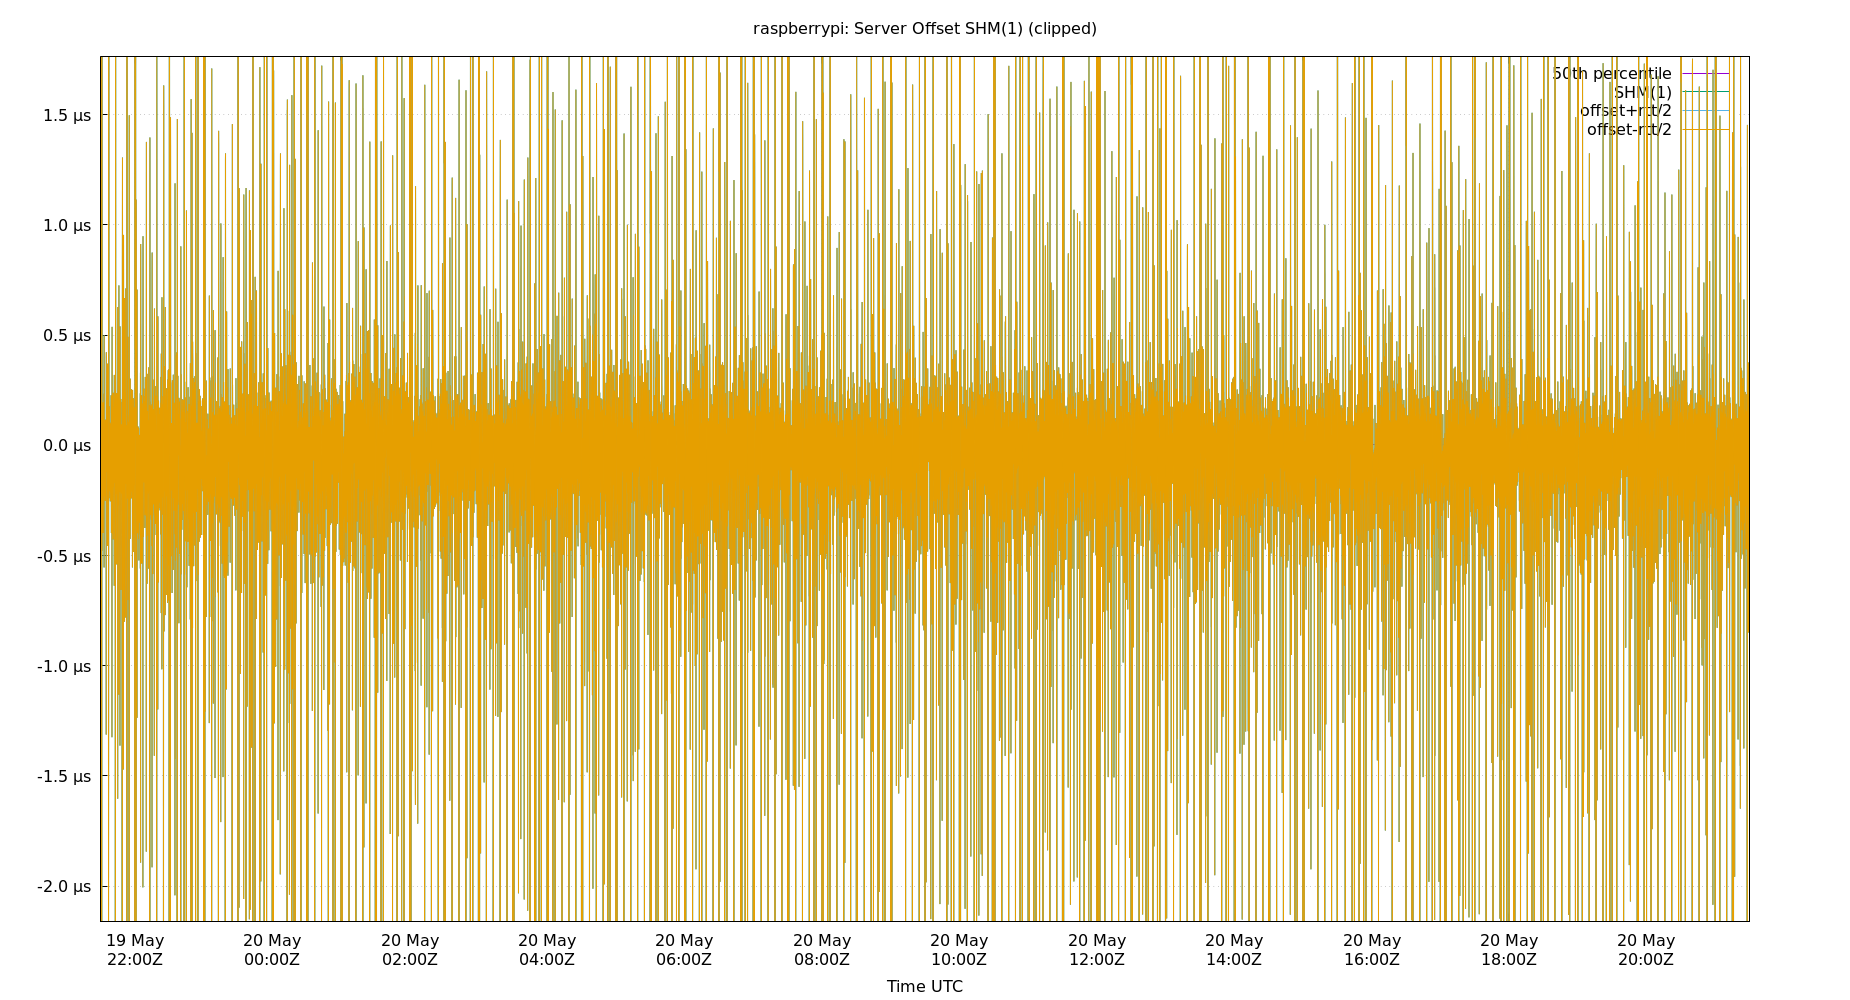 raspberrypi: Server Offset SHM(1) (clipped)
50th percentile
SHM(1)
offset+rtt/2
offset-rtt/2
1.5 µs
1.0 µs
0.5 µs
0.0 µs
-0.5 µs
-1.0 µs
-1.5 µs
-2.0 µs
19 May 20 May 20 May 20 May 20 May 20 May 20 May 20 May 20 May 20 May 20 May 20 May
22:00Z 00:00Z 02:00Z 04:00Z 06:00Z 08:00Z 10:00Z 12:00Z 14:00Z 16:00Z 18:00Z 20:00Z
Time UTC